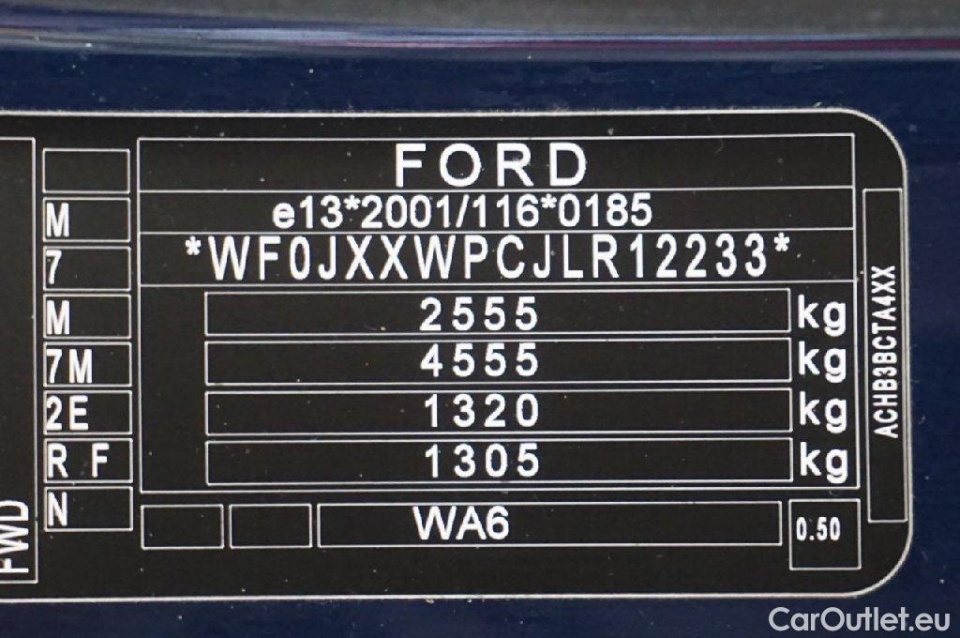 FORD
e13*2001/116*0185
*WF0JXXWPCJLR12233*
M
7
M
2555 kg
7M
4555 kg
2E
1320 kg
R F
1305 kg
N
WA6
0.50
ACHB3BCTA4XX
FWD
CarOutlet.eu